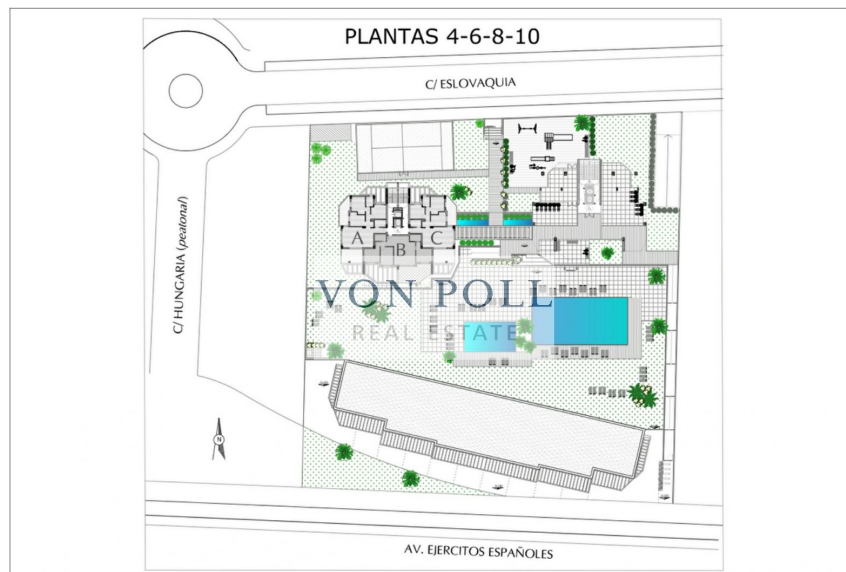 PLANTAS 4-6-8-10
C/ ESLOVAQUIA
C/ HUNGARIA (peatonal)
A
B
C
VON POLL
REAL ESTATE
N
AV. EJERCITOS ESPAÑOLES